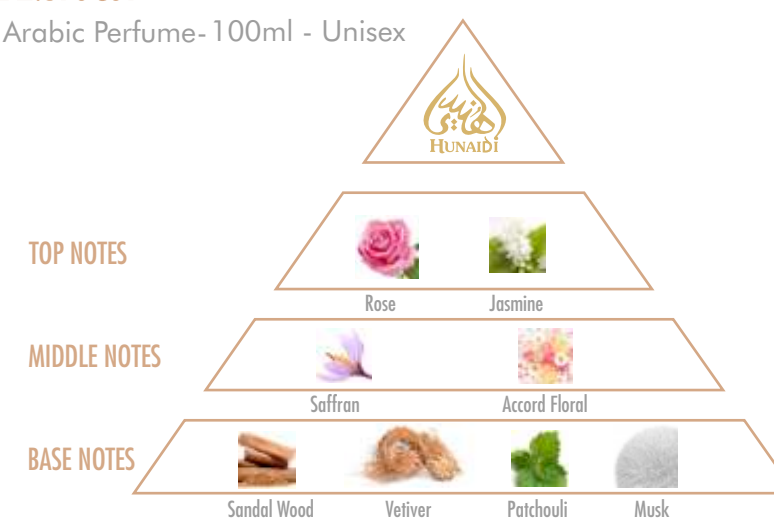 Arabic Perfume-100ml - Unisex
هنيدي
HUNAIDI
TOP NOTES
Rose
Jasmine
MIDDLE NOTES
Saffran
Accord Floral
BASE NOTES
Sandal Wood
Vetiver
Patchouli
Musk